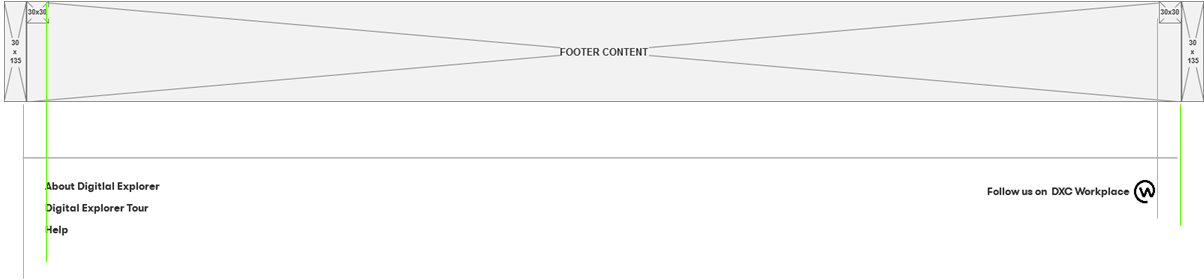 30x30
30x30
30
x
135
FOOTER CONTENT
30
x
135
About Digitlal Explorer
Digital Explorer Tour
Help
Follow us on DXC Workplace